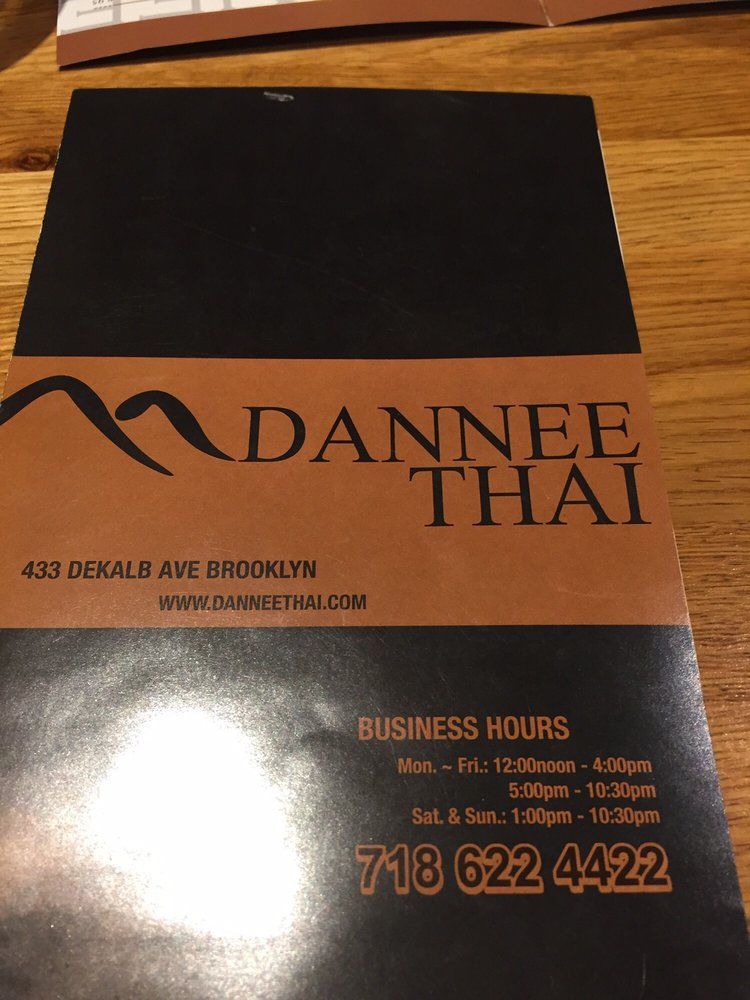 DANNEE
THAI
433 DEKALB AVE BROOKLYN
WWW.DANNEETHAI.COM
BUSINESS HOURS
Mon. ~ Fri.: 12:00noon - 4:00pm
5:00pm - 10:30pm
Sat. & Sun.: 1:00pm - 10:30pm
718 622 4422